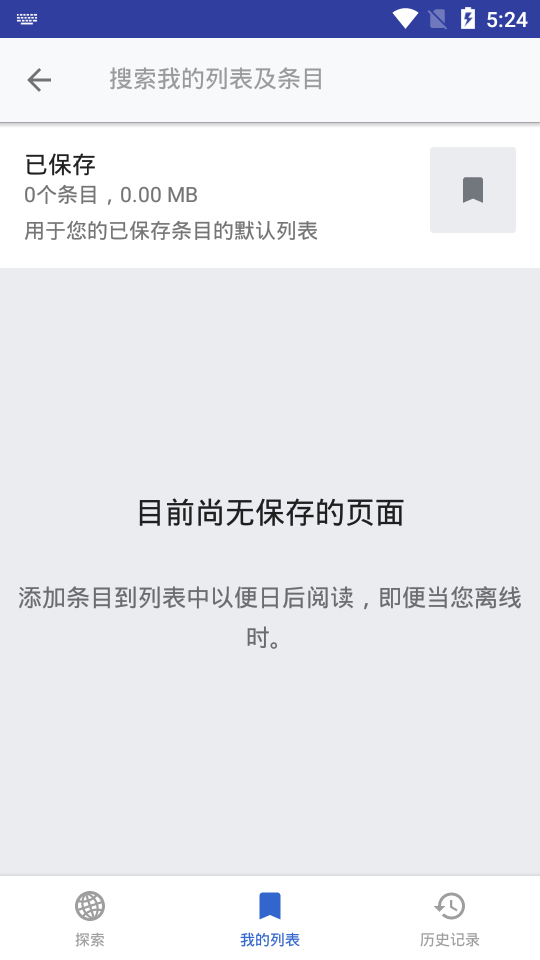 5:24
搜索我的列表及条目
已保存
0个条目，0.00 MB
用于您的已保存条目的默认列表
目前尚无保存的页面
添加条目到列表中以便日后阅读，即便当您离线
时。
探索
我的列表
历史记录